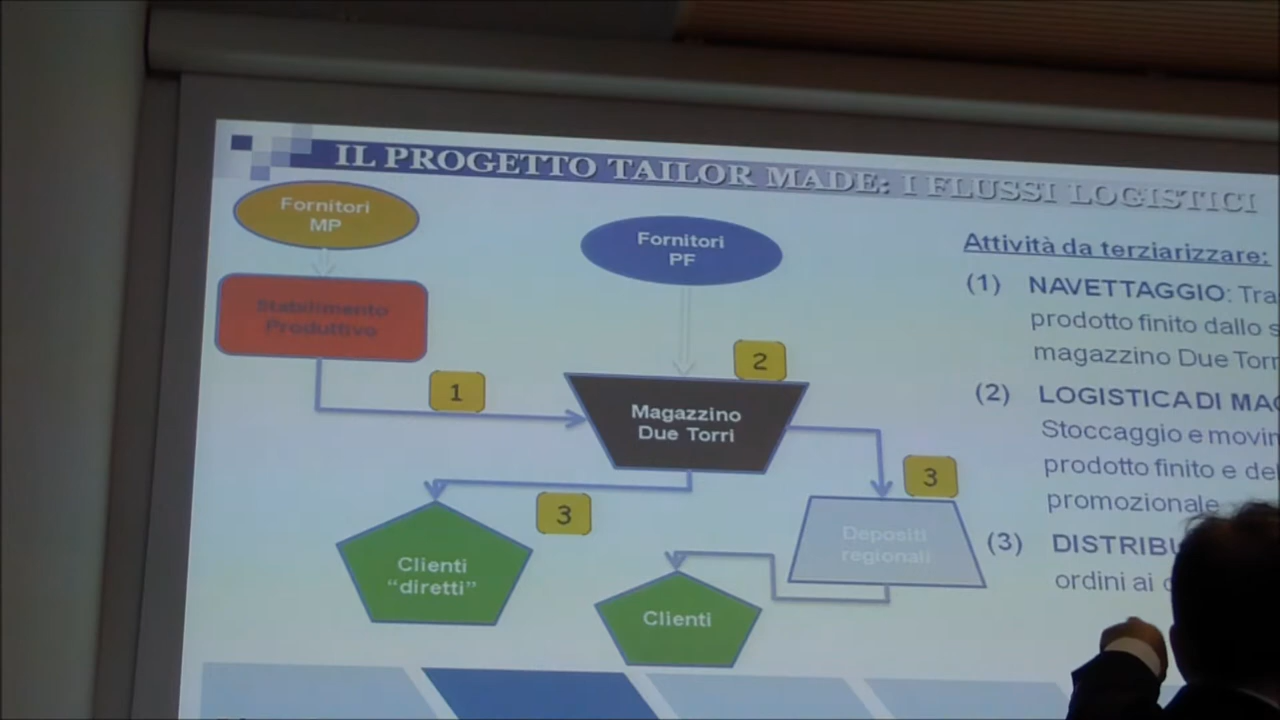 IL PROGETTO TAILOR MADE: I FLUSSI LOGISTICI
Fornitori
MP
Fornitori
PF
Stabilimento
Produttivo
1
2
Magazzino
Due Torri
3
3
Depositi
regionali
Clienti
“diretti”
Clienti
Attività da terziarizzare:
(1) NAVETTAGGIO: Tra
prodotto finito dallo s
magazzino Due Torr
(2) LOGISTICA DI MA
Stoccaggio e movi
prodotto finito e de
promozionale
(3) DISTRIBU
ordini ai